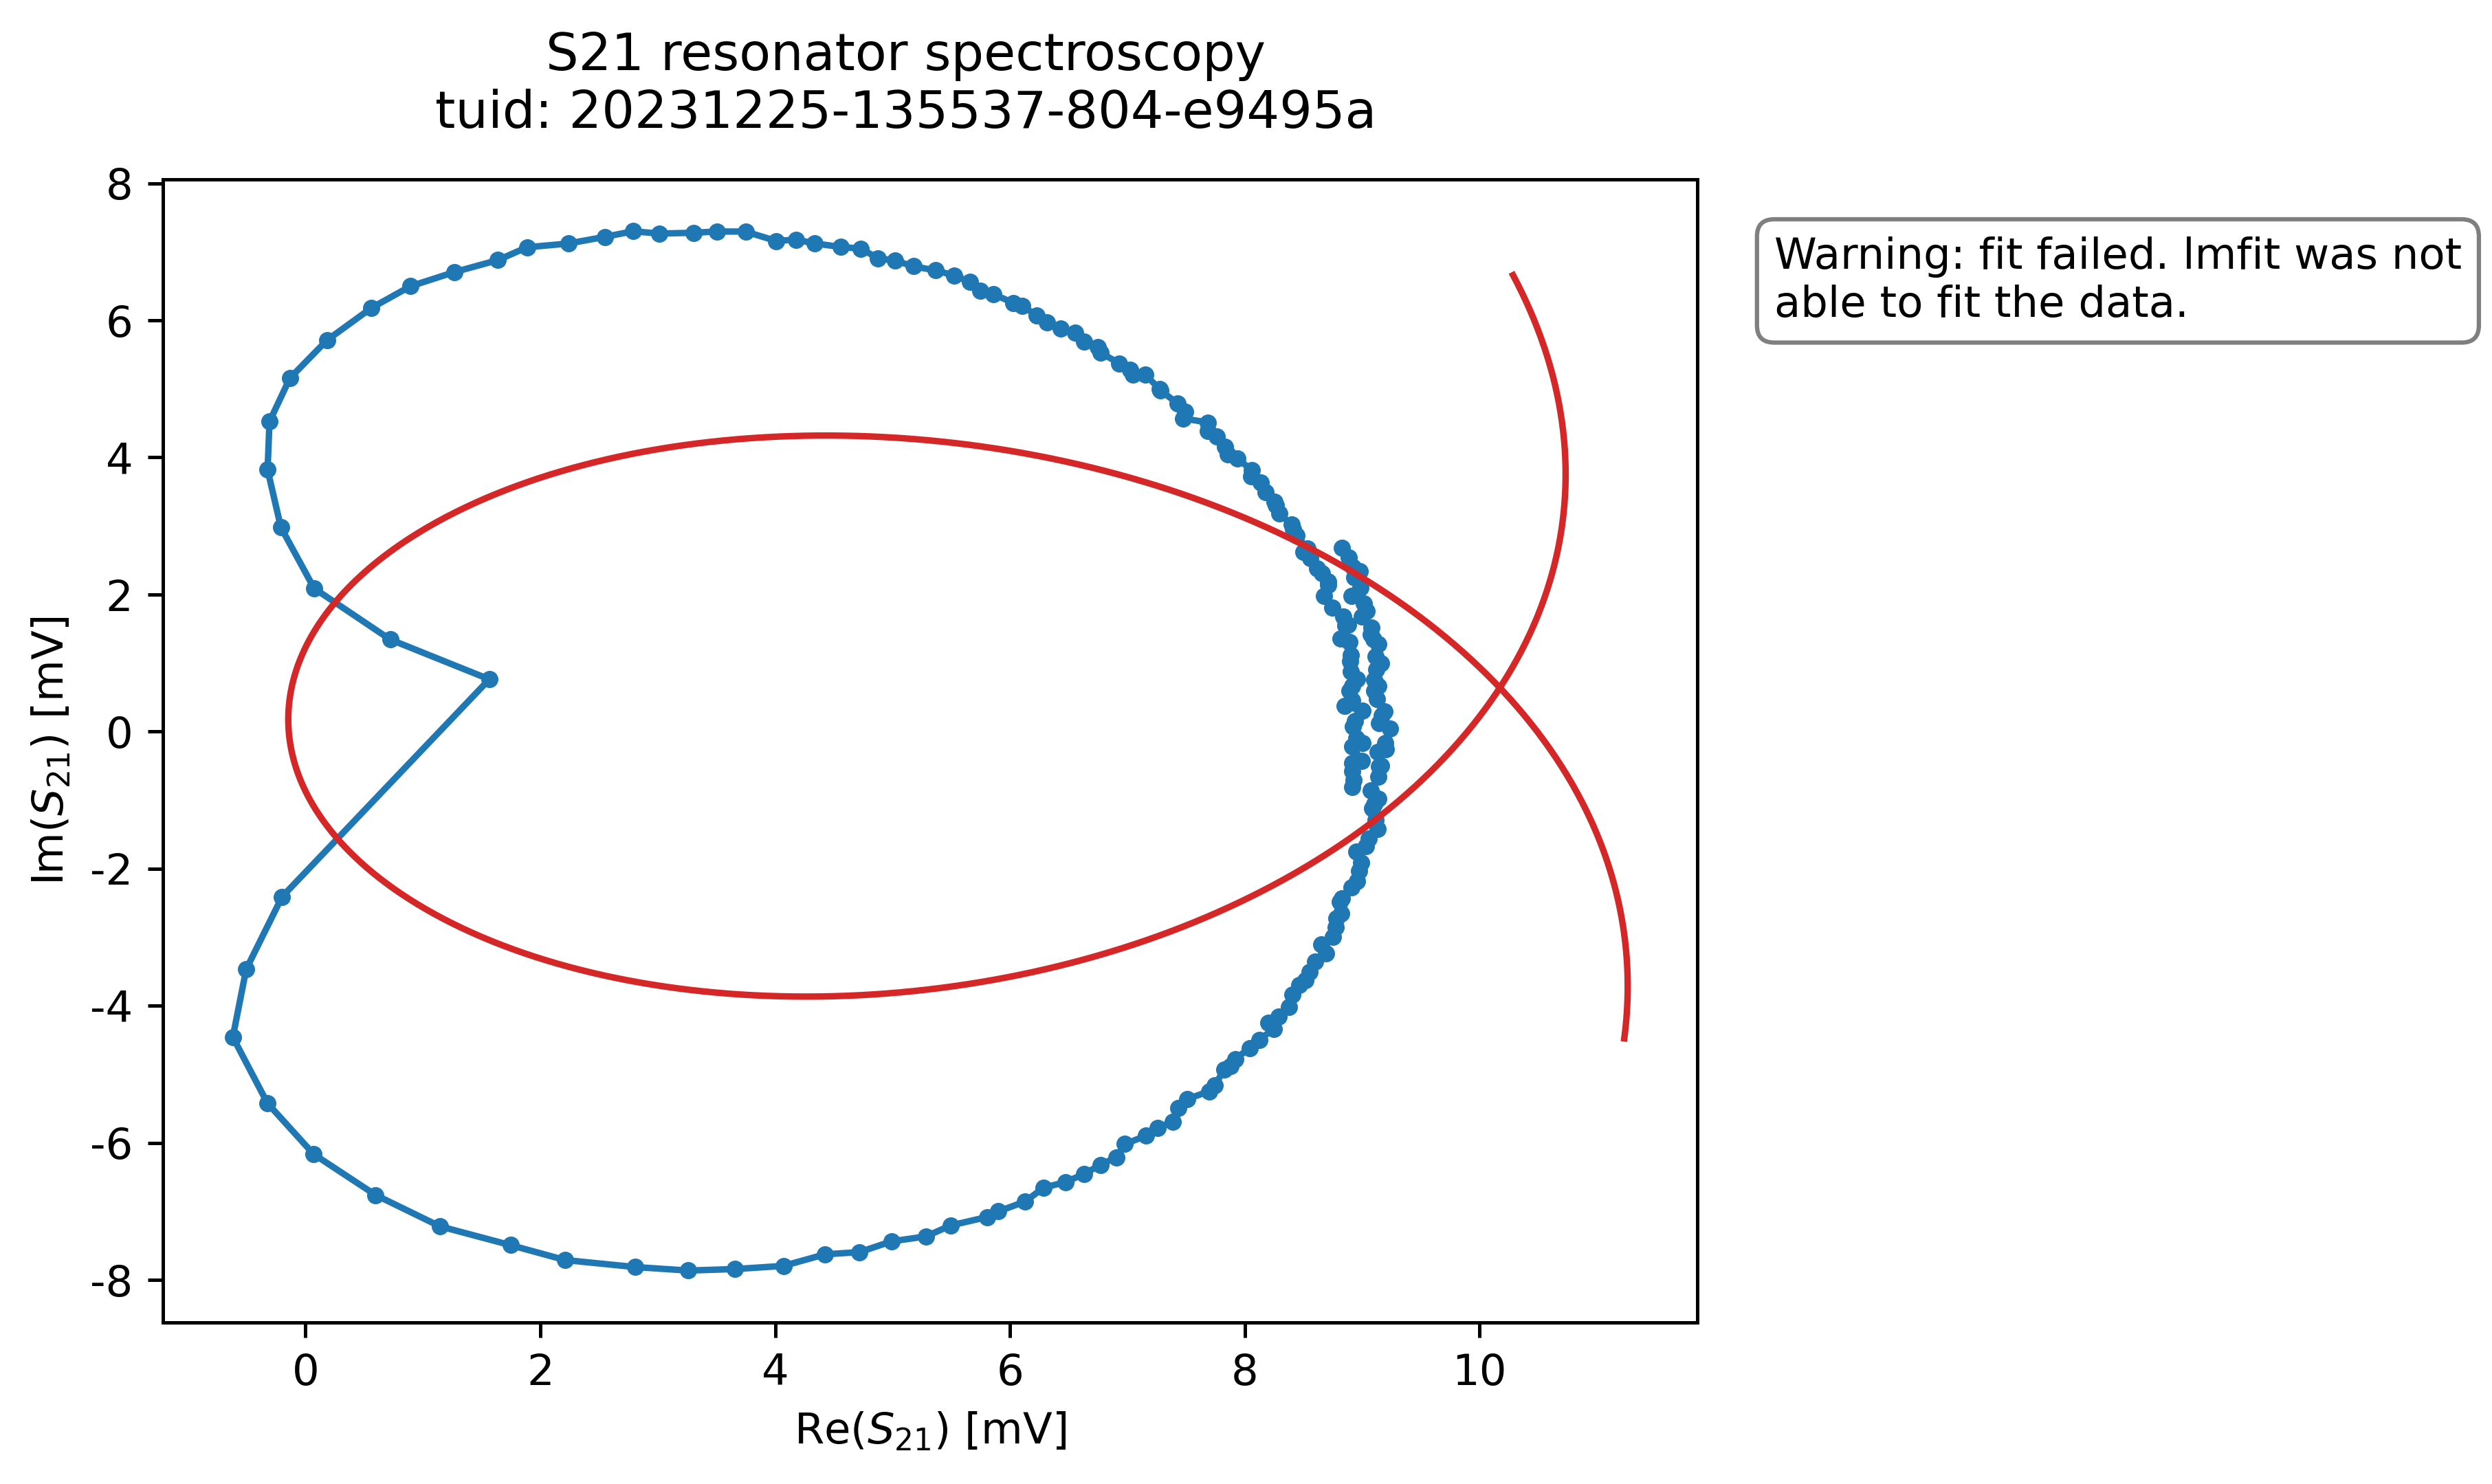 S21 resonator spectroscopy
tuid: 20231225-135537-804-e9495a
Warning: fit failed. lmfit was not
able to fit the data.
8
6
4
2
0
-2
-4
-6
-8
Im(S21) [mV]
0 2 4 6 8 10
Re(S21) [mV]